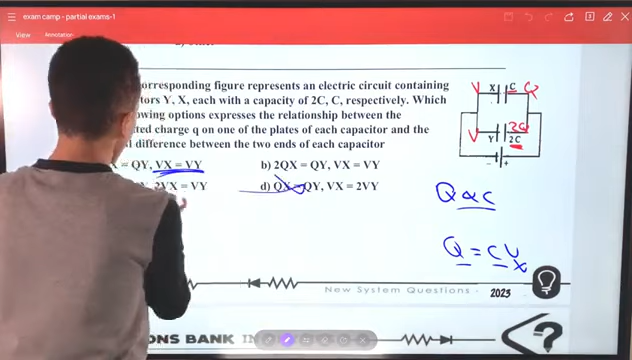 exam camp - partial exams-1
View Annotation
orresponding figure represents an electric circuit containing
tors Y, X, each with a capacity of 2C, C, respectively. Which
owing options expresses the relationship between the
ted charge q on one of the plates of each capacitor and the
l difference between the two ends of each capacitor
= QY, VX = VY
b) 2QX = QY, VX = VY
2VX = VY
d) QX = QY, VX = 2VY
V X C Q
V Y 2Q
2C
- +
Q ∝ C
Q = CV
x
New System Questions - 2023
ONS BANK IN